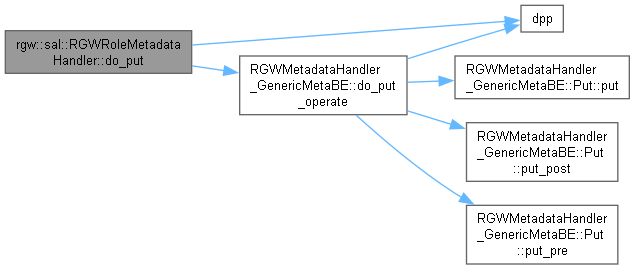 rgw::sal::RGWRoleMetadata
Handler::do_put
RGWMetadataHandler
_GenericMetaBE::do_put
_operate
dpp
RGWMetadataHandler
_GenericMetaBE::Put::put
RGWMetadataHandler
_GenericMetaBE::Put
::put_post
RGWMetadataHandler
_GenericMetaBE::Put
::put_pre